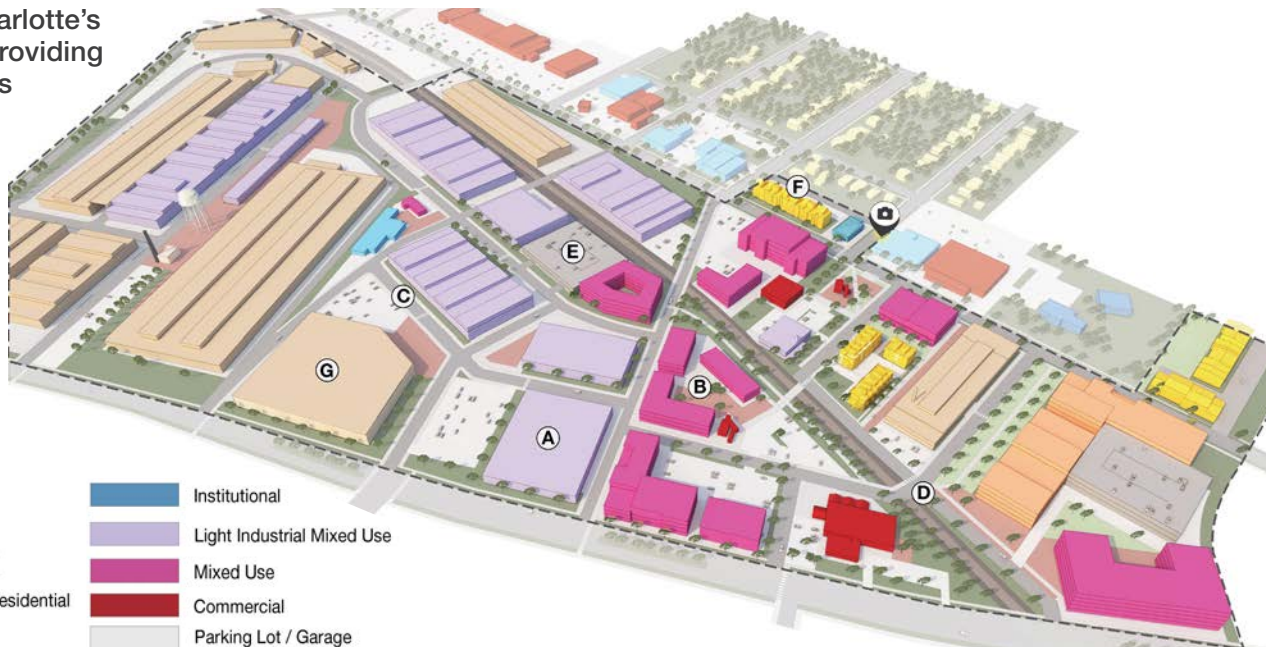 arlotte's
roviding
s
F
E
C
B
G
A
D
Institutional
Light Industrial Mixed Use
Mixed Use
esidential
Commercial
Parking Lot / Garage